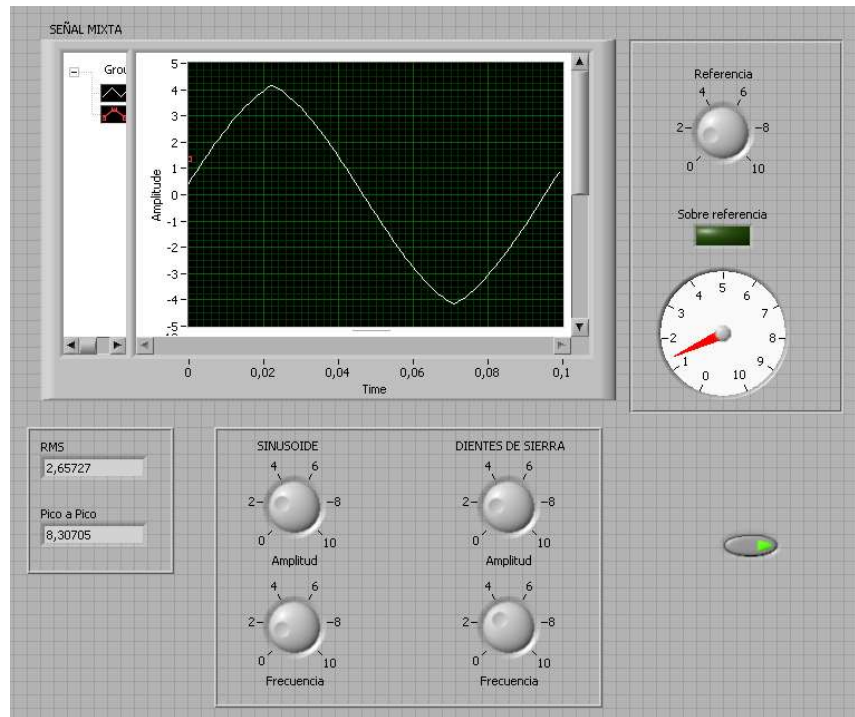 SEÑAL MIXTA
Grou
5
4
3
2
1
0
-1
-2
-3
-4
-5
Amplitude
0 0,02 0,04 0,06 0,08 0,1
Time
Referencia
4 6
2 8
0 10
Sobre referencia
0 1 2 3 4 5 6 7 8 9 10
RMS
2,65727
Pico a Pico
8,30705
SINUSOIDE
4 6
2 8
0 10
Amplitud
4 6
2 8
0 10
Frecuencia
DIENTES DE SIERRA
4 6
2 8
0 10
Amplitud
4 6
2 8
0 10
Frecuencia